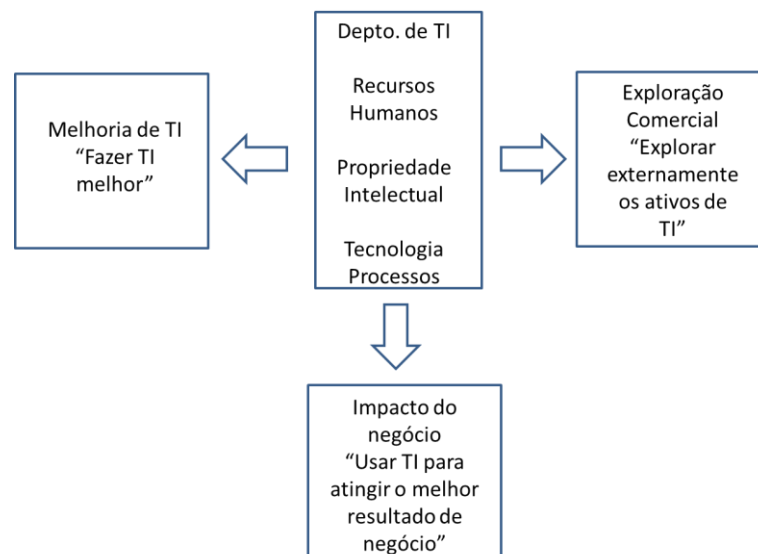 Depto. de TI
Recursos
Humanos
Propriedade
Intelectual
Tecnologia
Processos
Melhoria de TI
“Fazer TI
melhor”
Exploração
Comercial
“Explorar
externamente
os ativos de
TI”
Impacto do
negócio
“Usar TI para
atingir o melhor
resultado de
negócio”